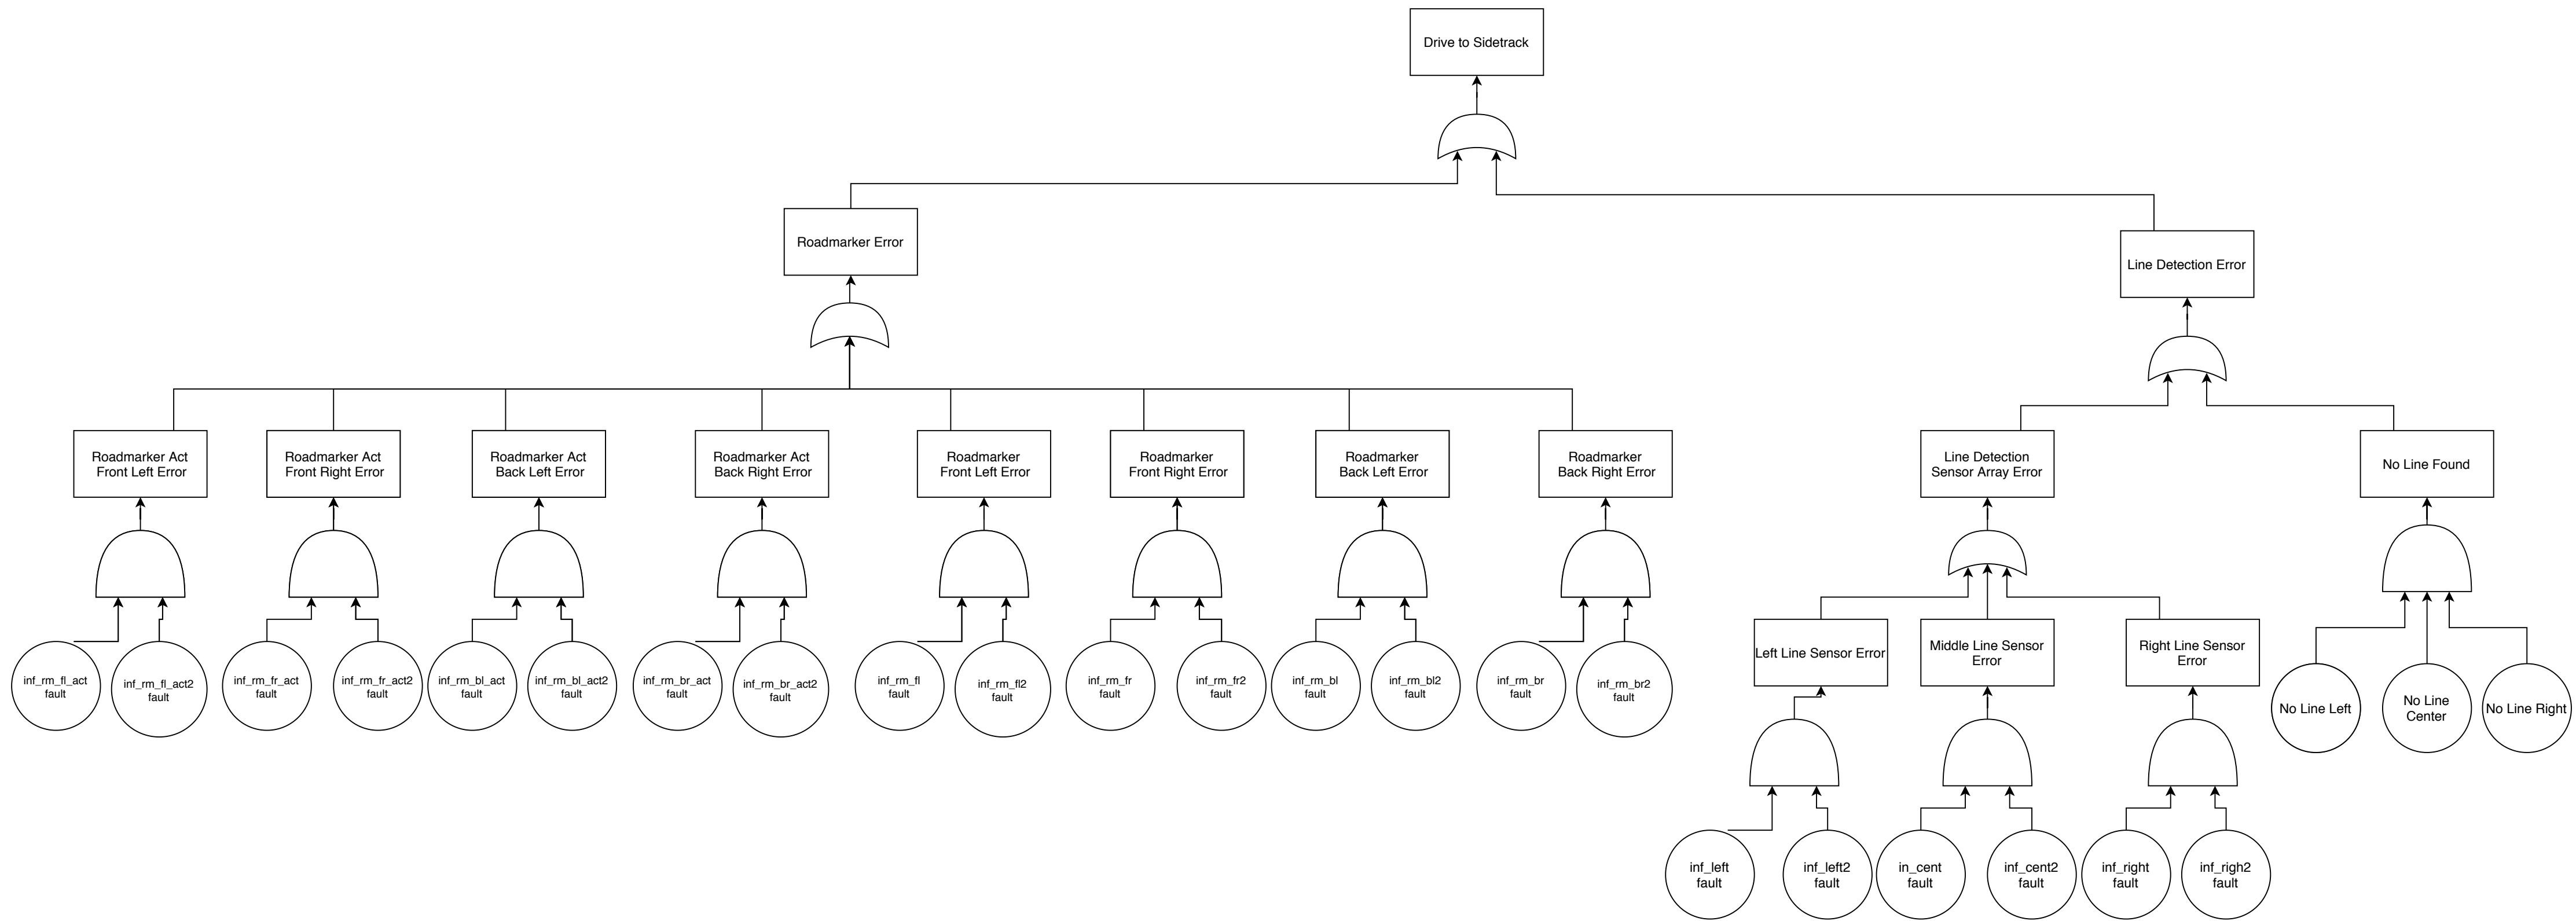 Drive to Sidetrack
Roadmarker Error
Line Detection Error
Roadmarker Act
Front Left Error
Roadmarker Act
Front Right Error
Roadmarker Act
Back Left Error
Roadmarker Act
Back Right Error
Roadmarker
Front Left Error
Roadmarker
Front Right Error
Roadmarker
Back Left Error
Roadmarker
Back Right Error
Line Detection
Sensor Array Error
No Line Found
Left Line Sensor Error
Middle Line Sensor
Error
Right Line Sensor
Error
inf_rm_fl_act
fault
inf_rm_fl_act2
fault
inf_rm_fr_act
fault
inf_rm_fr_act2
fault
inf_rm_bl_act
fault
inf_rm_bl_act2
fault
inf_rm_br_act
fault
inf_rm_br_act2
fault
inf_rm_fl
fault
inf_rm_fl2
fault
inf_rm_fr
fault
inf_rm_fr2
fault
inf_rm_bl
fault
inf_rm_bl2
fault
inf_rm_br
fault
inf_rm_br2
fault
No Line Left
No Line
Center
No Line Right
inf_left
fault
inf_left2
fault
in_cent
fault
inf_cent2
fault
inf_right
fault
inf_righ2
fault